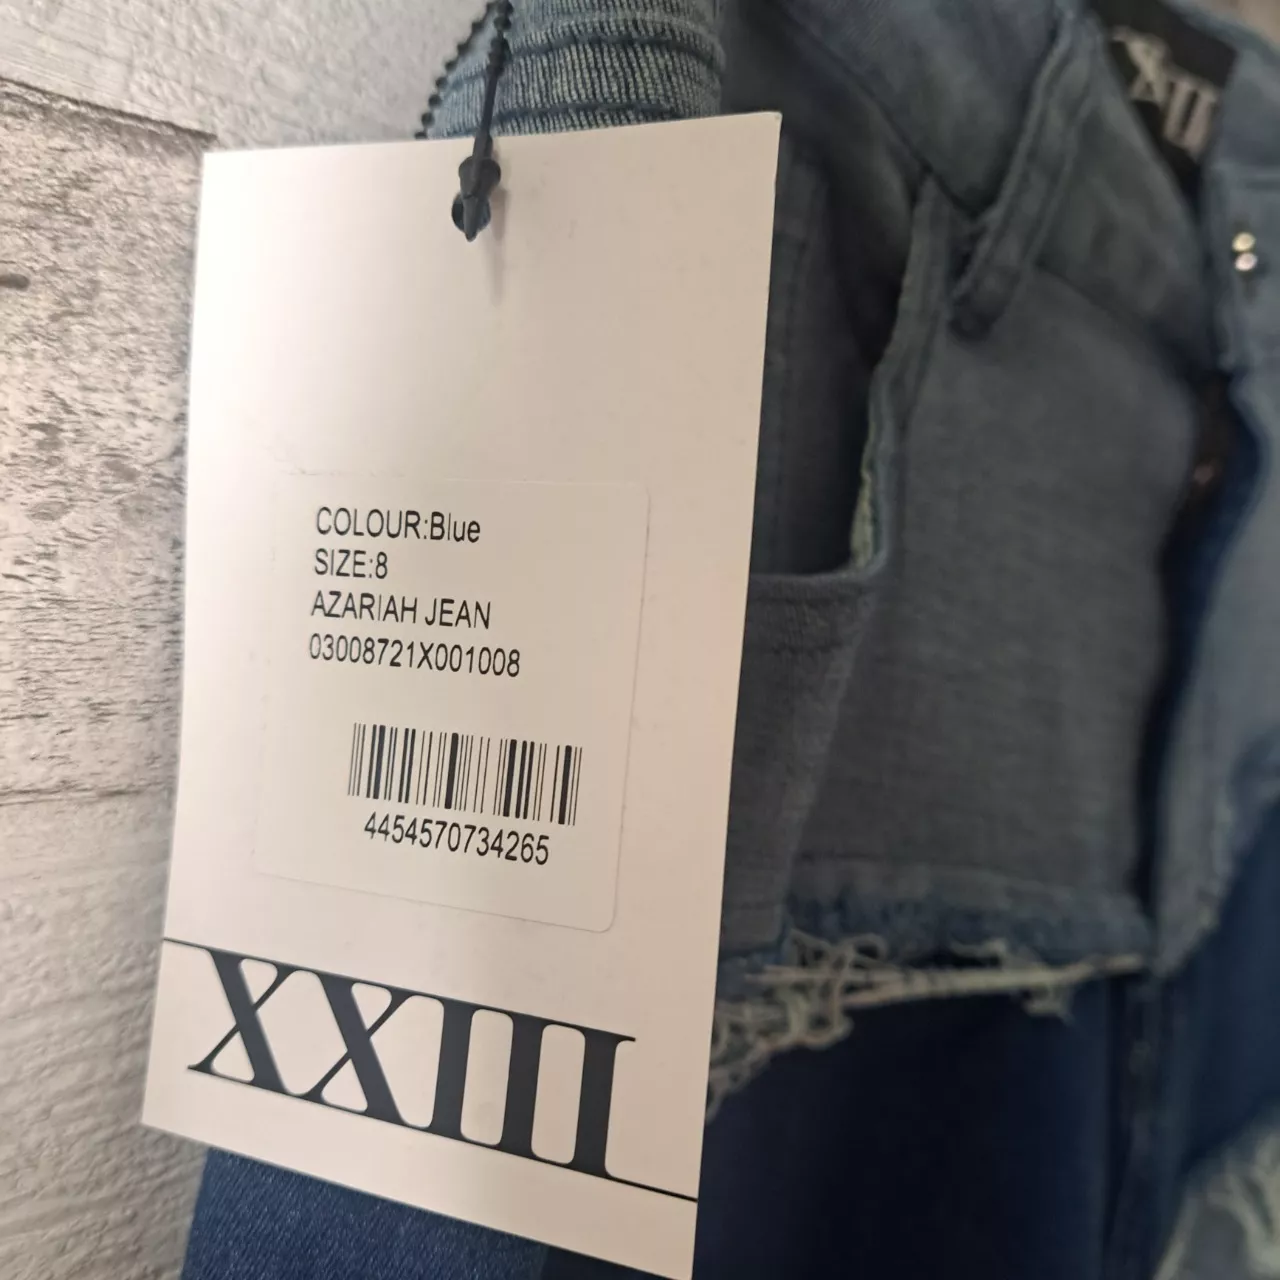 XXIII
COLOUR:Blue
SIZE:8
AZARIAH JEAN
03008721X001008
4454570734265
XXIII